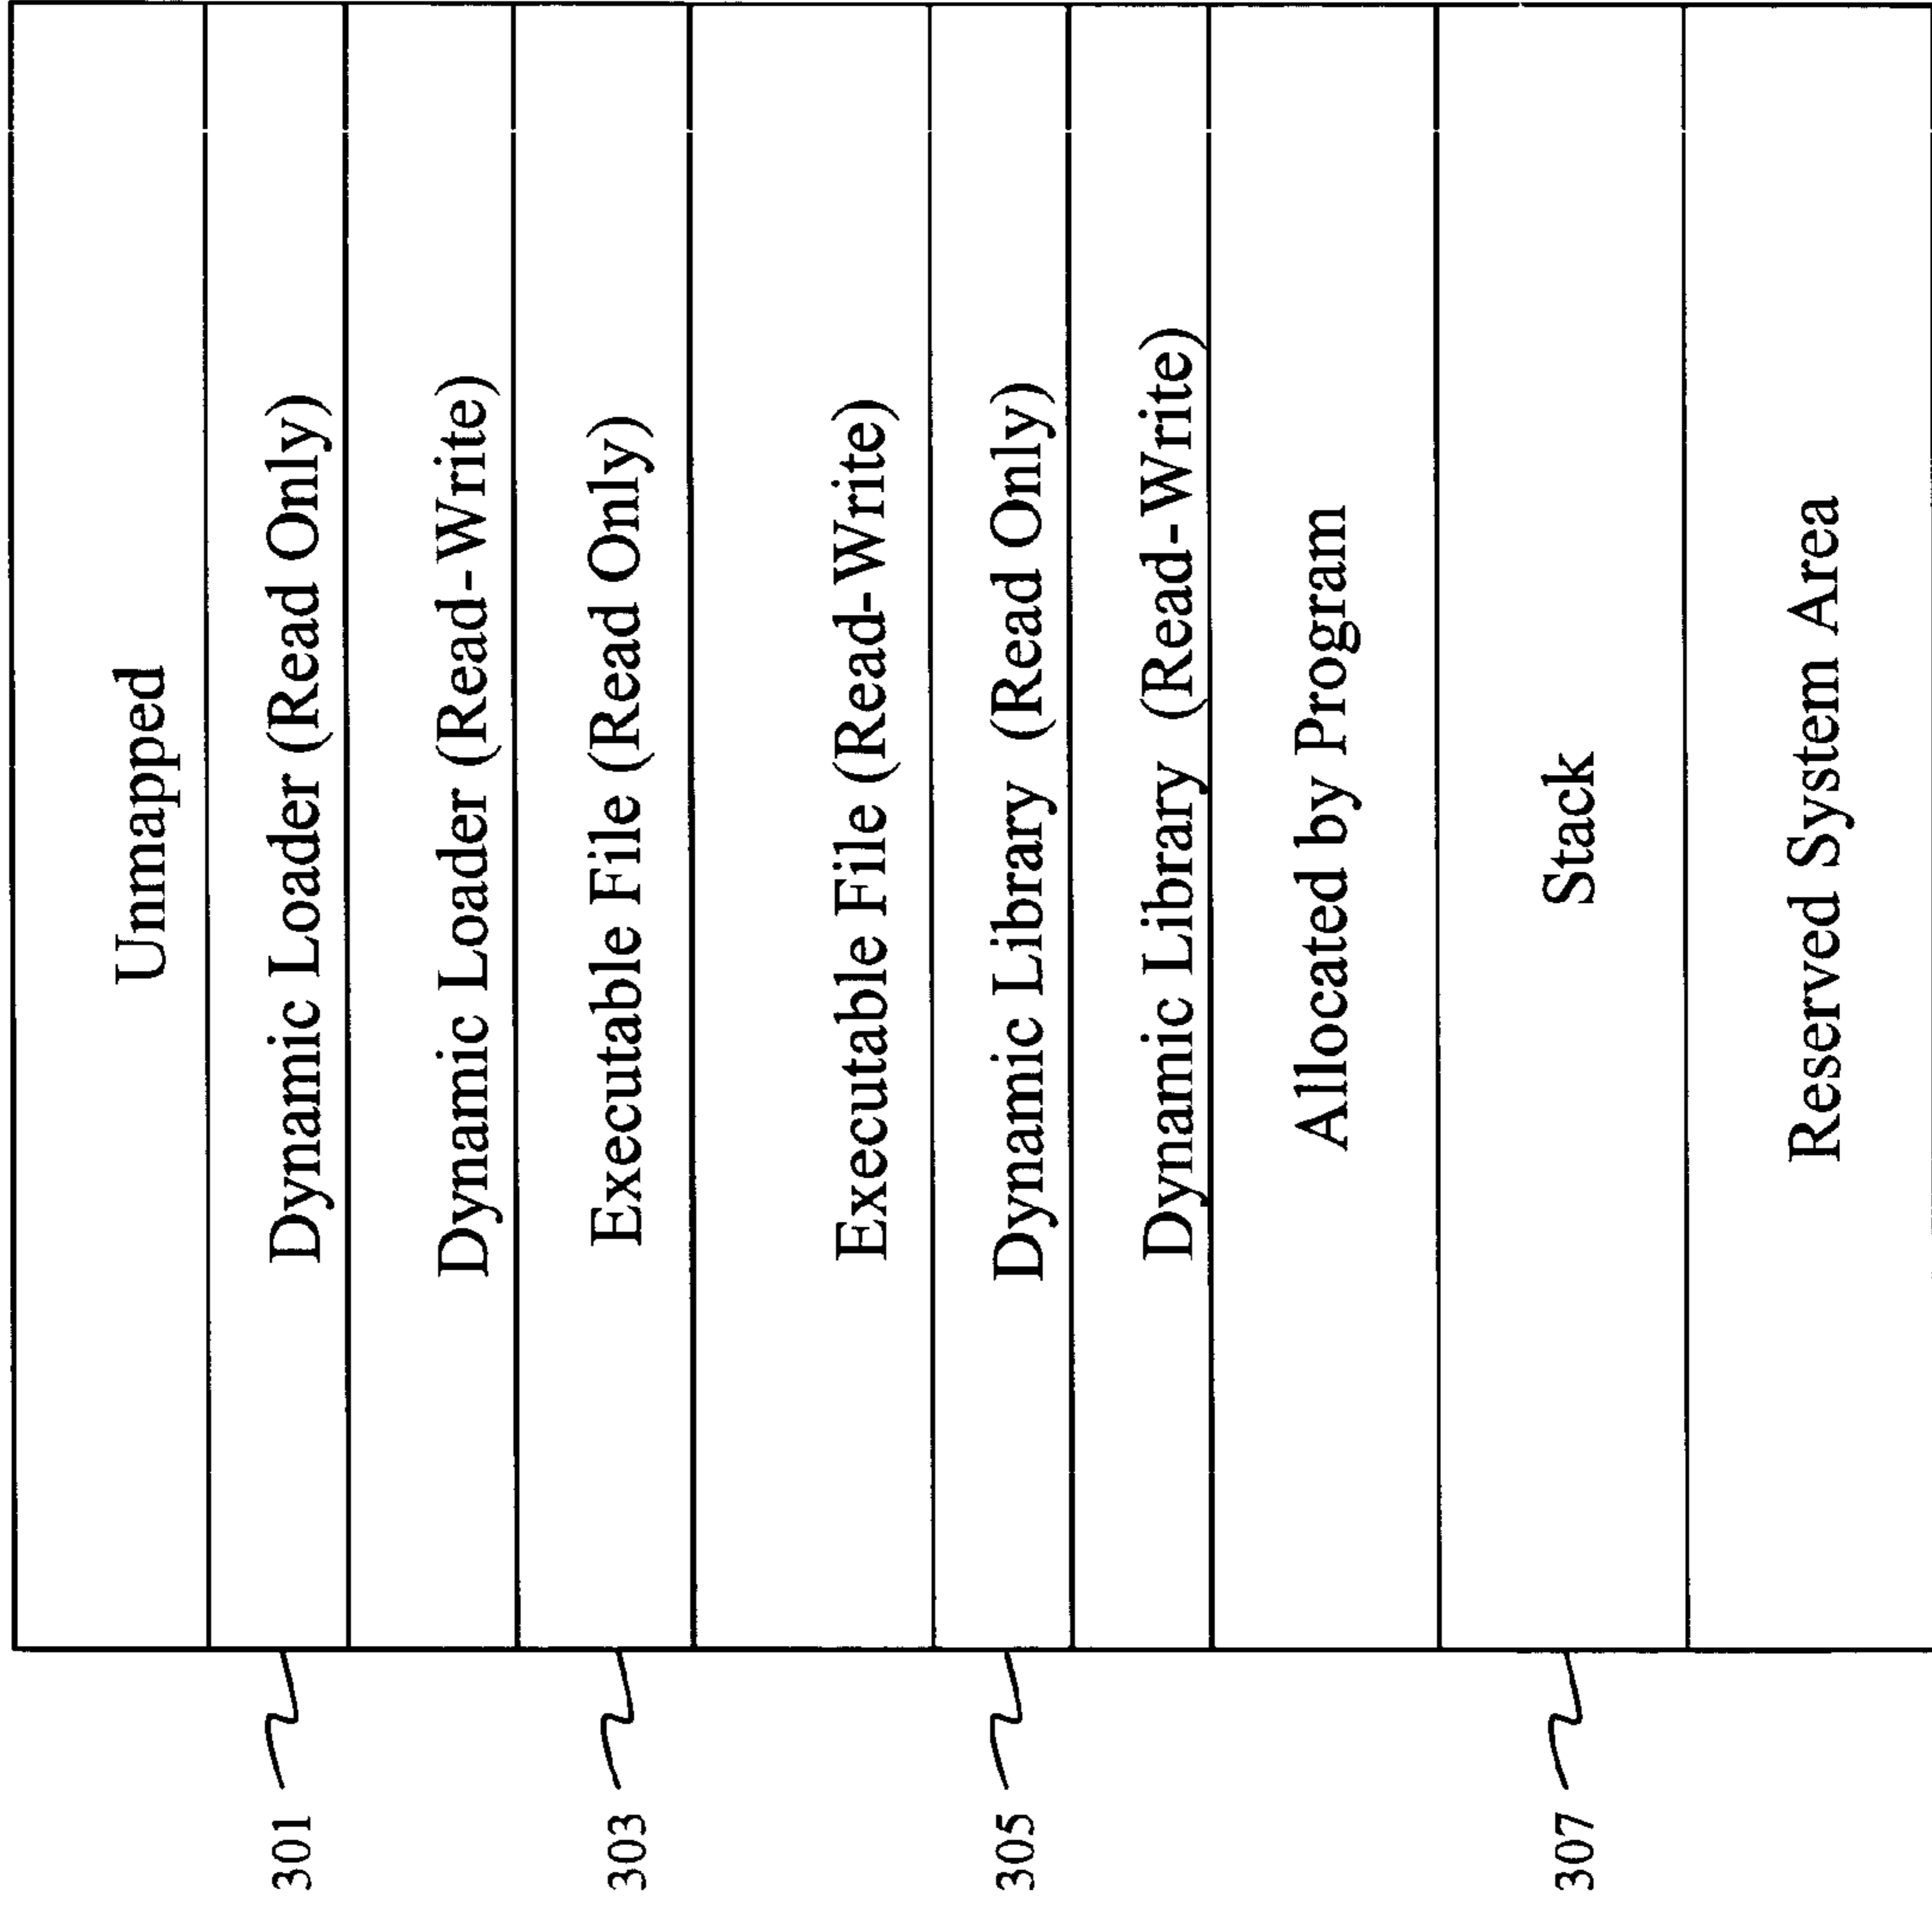 Unmapped
301 Dynamic Loader (Read Only)
Dynamic Loader (Read-Write)
303 Executable File (Read Only)
Executable File (Read-Write)
305 Dynamic Library (Read Only)
Dynamic Library (Read-Write)
Allocated by Program
307 Stack
Reserved System Area